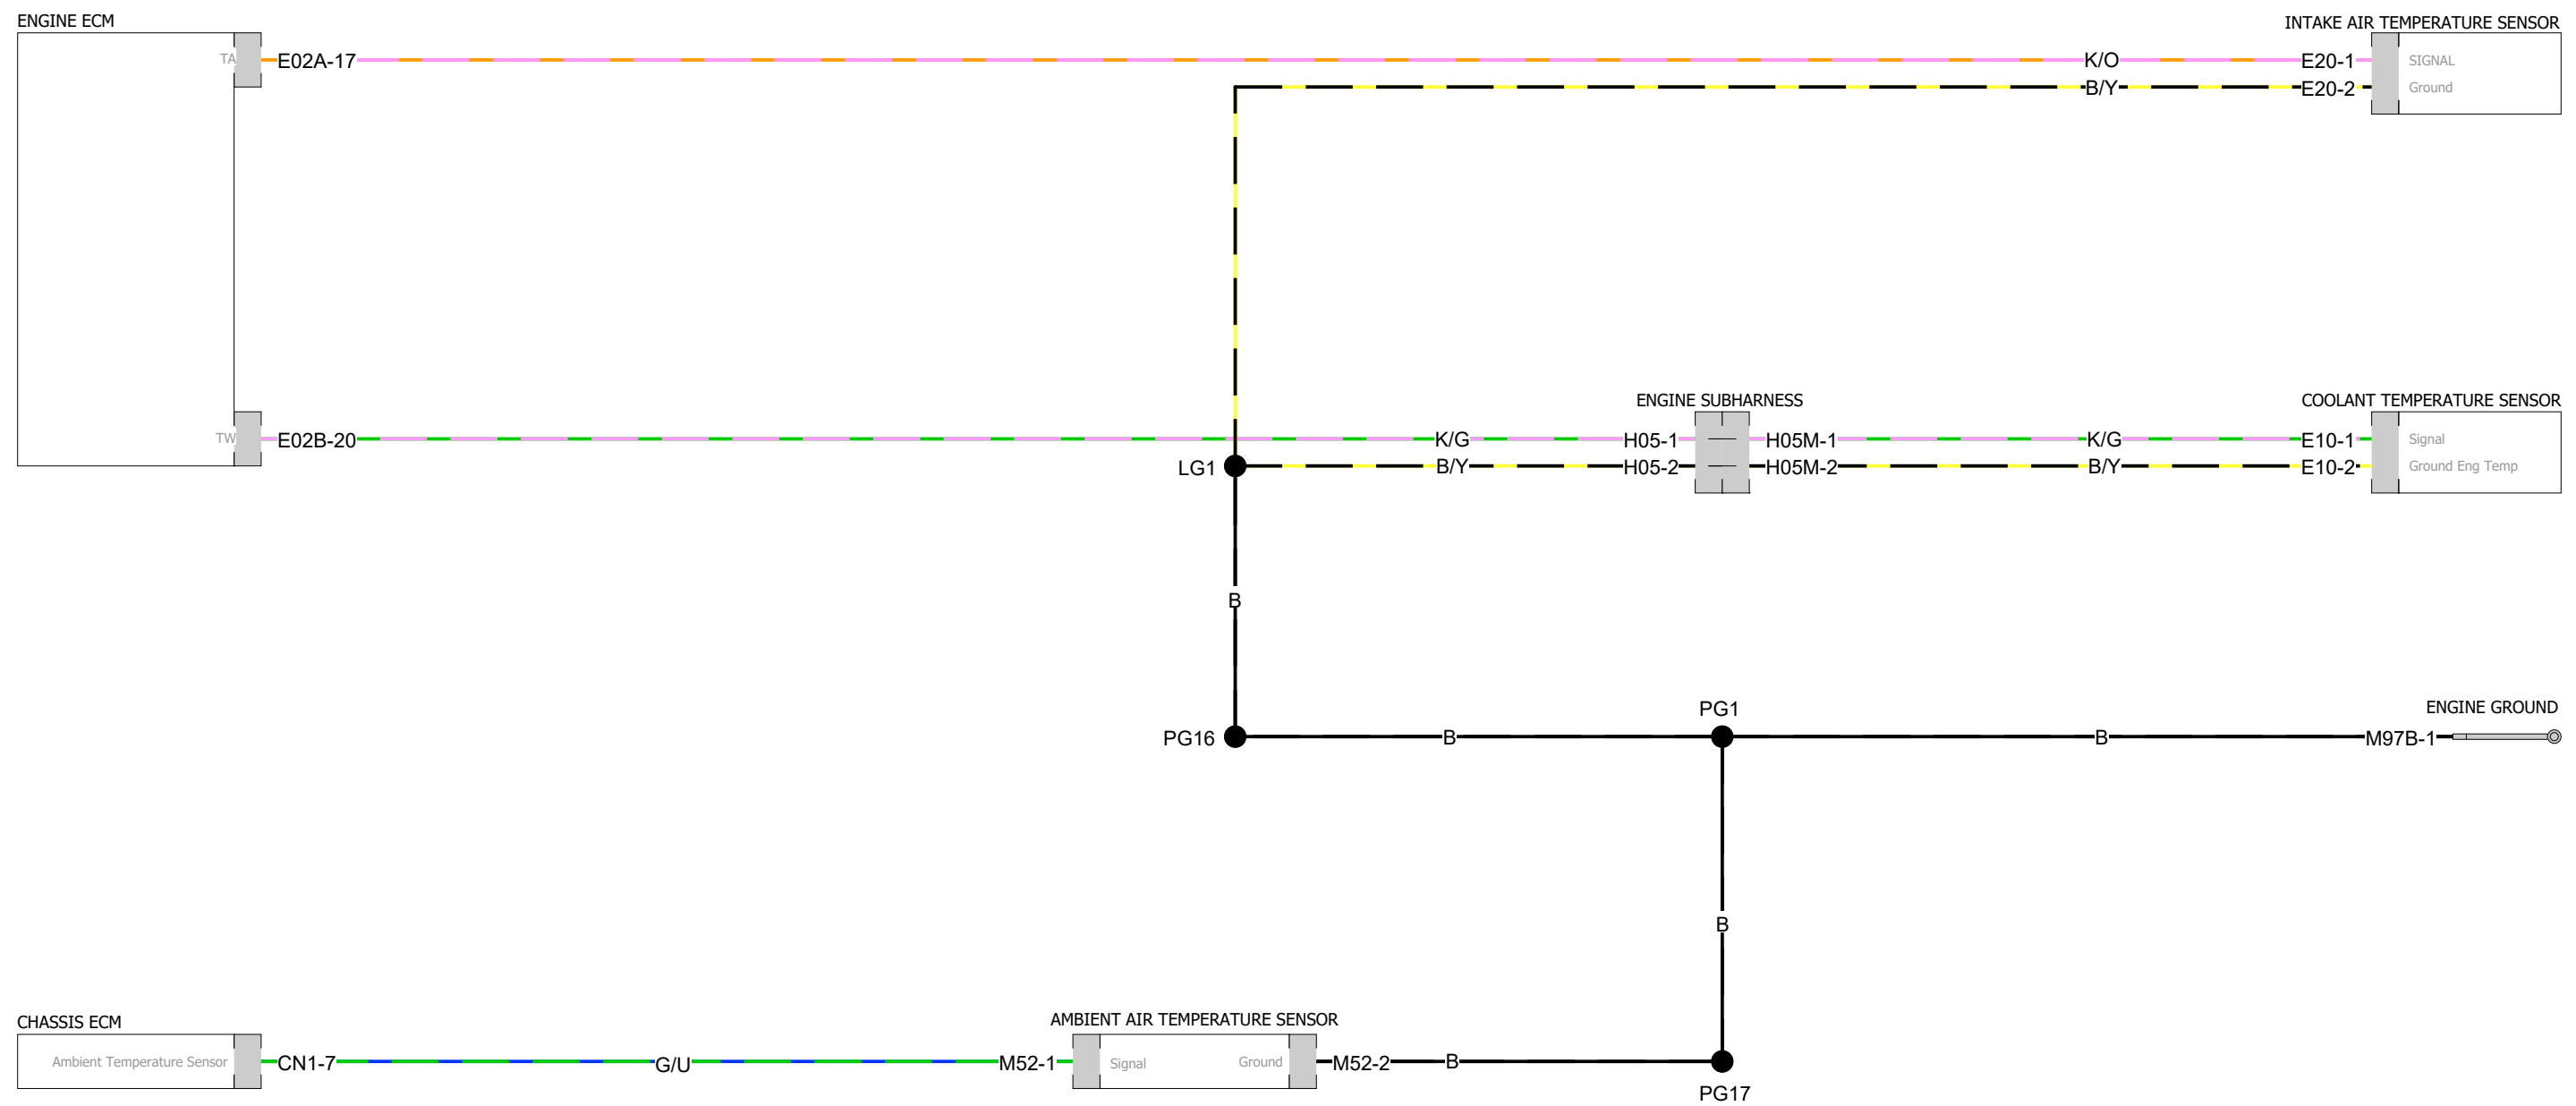 ENGINE ECM
INTAKE AIR TEMPERATURE SENSOR
TA E02A-17 K/O E20-1 SIGNAL
B/Y E20-2 Ground
ENGINE SUBHARNESS COOLANT TEMPERATURE SENSOR
TW E02B-20 K/G H05-1 H05M-1 K/G E10-1 Signal
LG1 B/Y H05-2 H05M-2 B/Y E10-2 Ground Eng Temp
B
PG1 ENGINE GROUND
PG16 B B M97B-1
B
CHASSIS ECM AMBIENT AIR TEMPERATURE SENSOR
Ambient Temperature Sensor CN1-7 G/U M52-1 Signal Ground M52-2 B
PG17